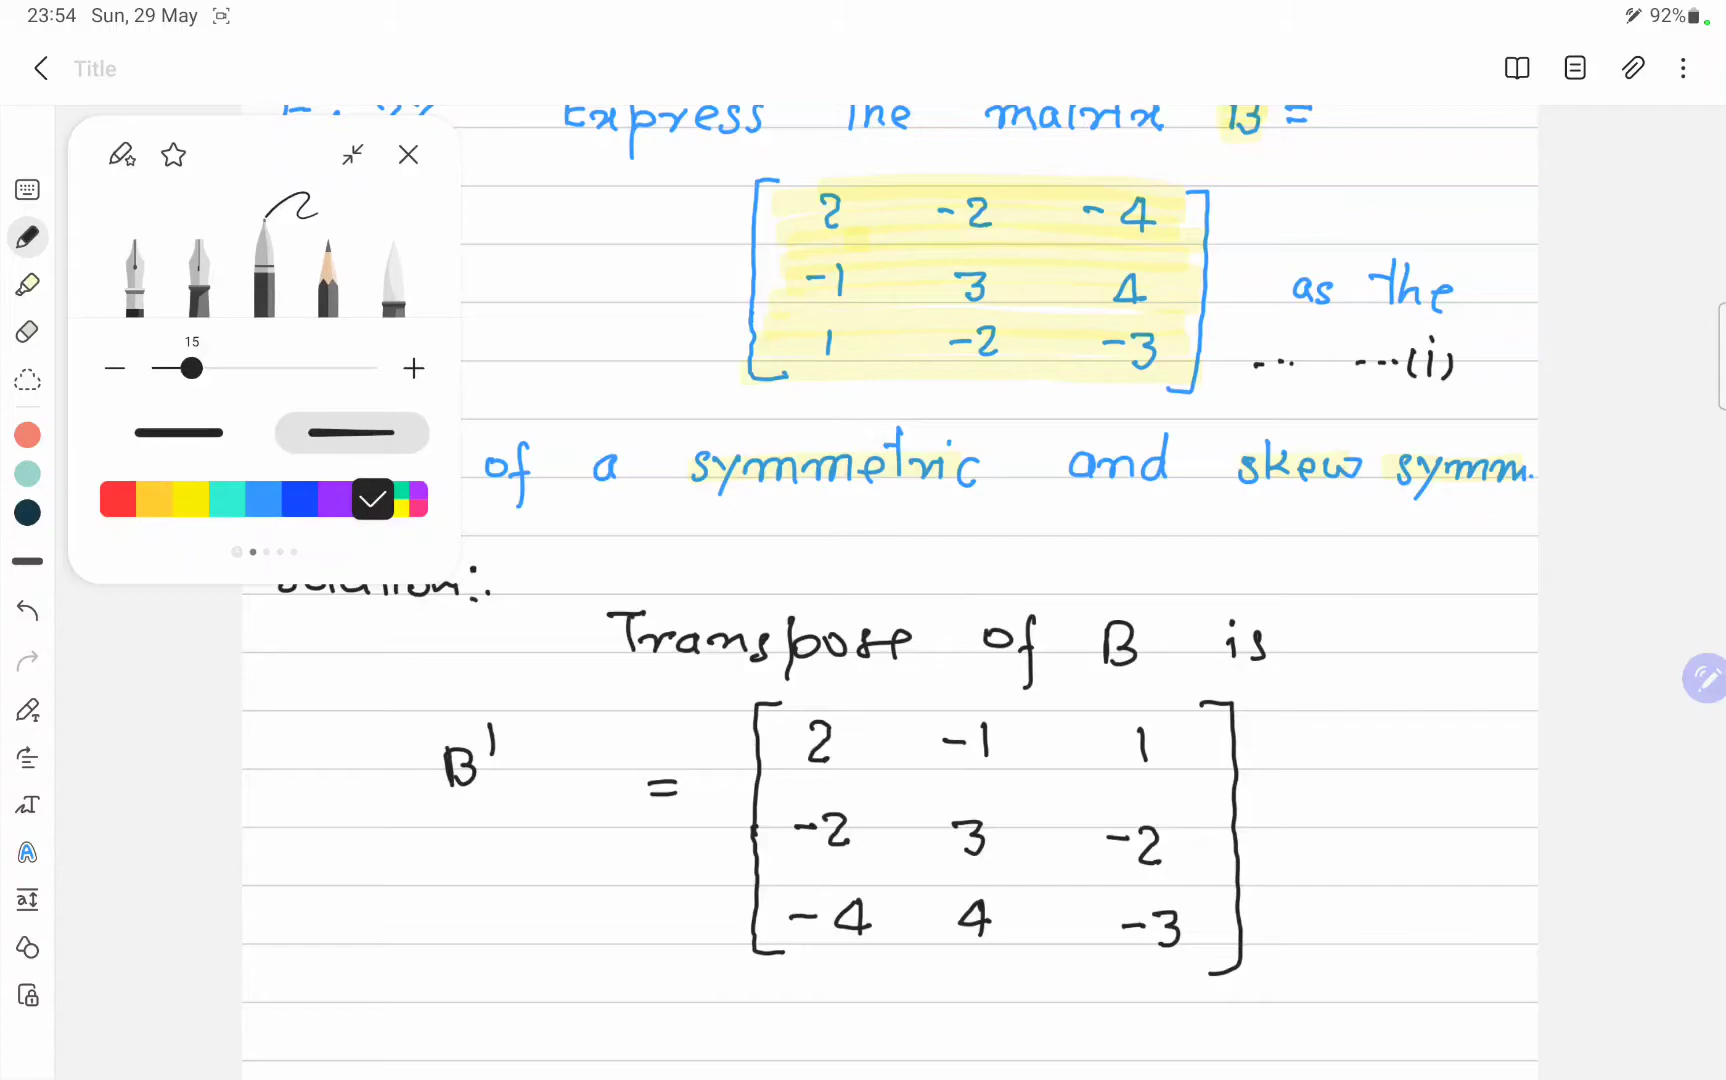 23:54 Sun, 29 May 92%
Title
Express the matrix B =
2 -2 -4
-1 3 4 as the
1 -2 -3 ... ...(i)
15
of a symmetric and skew symm.
Solution:.
Transpose of B is
B' = 2 -1 1
-2 3 -2
-4 4 -3